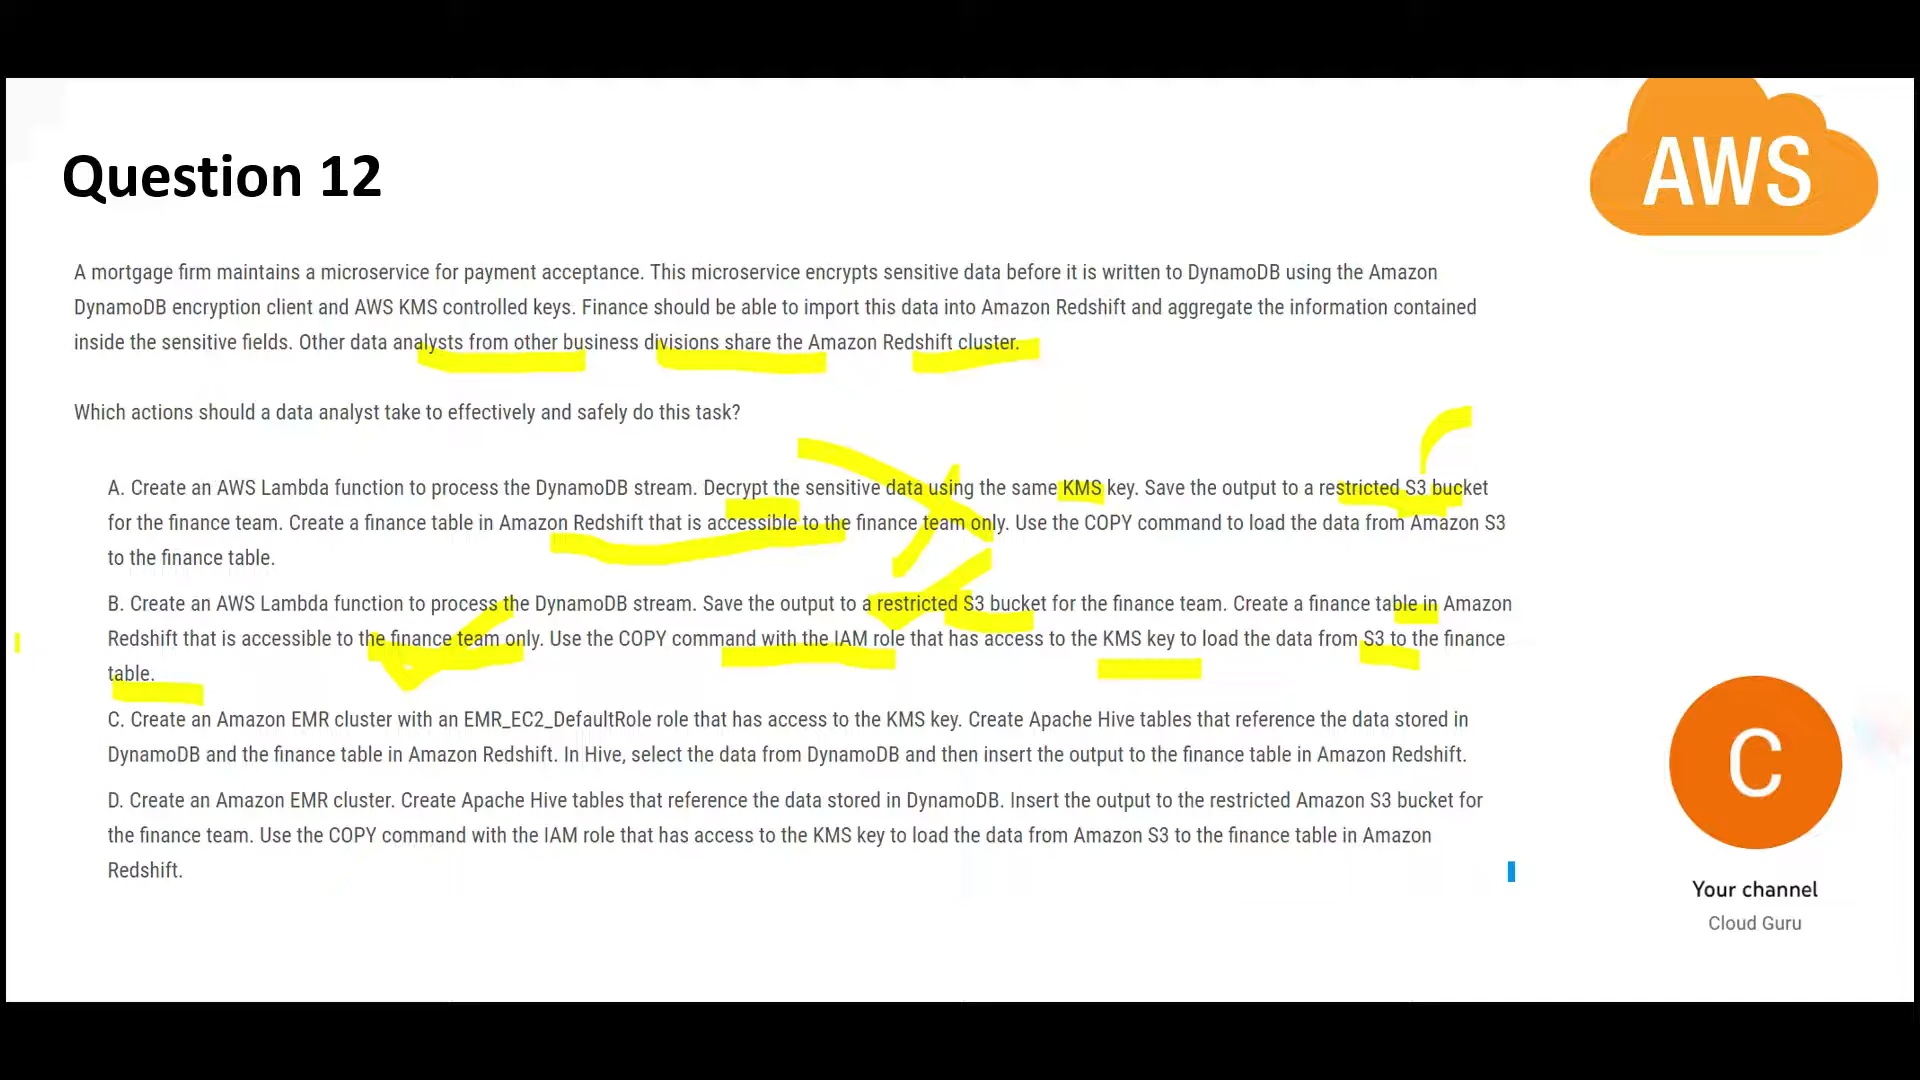 AWS
Question 12
A mortgage firm maintains a microservice for payment acceptance. This microservice encrypts sensitive data before it is written to DynamoDB using the Amazon
DynamoDB encryption client and AWS KMS controlled keys. Finance should be able to import this data into Amazon Redshift and aggregate the information contained
inside the sensitive fields. Other data analysts from other business divisions share the Amazon Redshift cluster.
Which actions should a data analyst take to effectively and safely do this task?
A. Create an AWS Lambda function to process the DynamoDB stream. Decrypt the sensitive data using the same KMS key. Save the output to a restricted S3 bucket
for the finance team. Create a finance table in Amazon Redshift that is accessible to the finance team only. Use the COPY command to load the data from Amazon S3
to the finance table.
B. Create an AWS Lambda function to process the DynamoDB stream. Save the output to a restricted S3 bucket for the finance team. Create a finance table in Amazon
Redshift that is accessible to the finance team only. Use the COPY command with the IAM role that has access to the KMS key to load the data from S3 to the finance
table.
C. Create an Amazon EMR cluster with an EMR_EC2_DefaultRole role that has access to the KMS key. Create Apache Hive tables that reference the data stored in
DynamoDB and the finance table in Amazon Redshift. In Hive, select the data from DynamoDB and then insert the output to the finance table in Amazon Redshift.
D. Create an Amazon EMR cluster. Create Apache Hive tables that reference the data stored in DynamoDB. Insert the output to the restricted Amazon S3 bucket for
the finance team. Use the COPY command with the IAM role that has access to the KMS key to load the data from Amazon S3 to the finance table in Amazon
Redshift.
C
Your channel
Cloud Guru